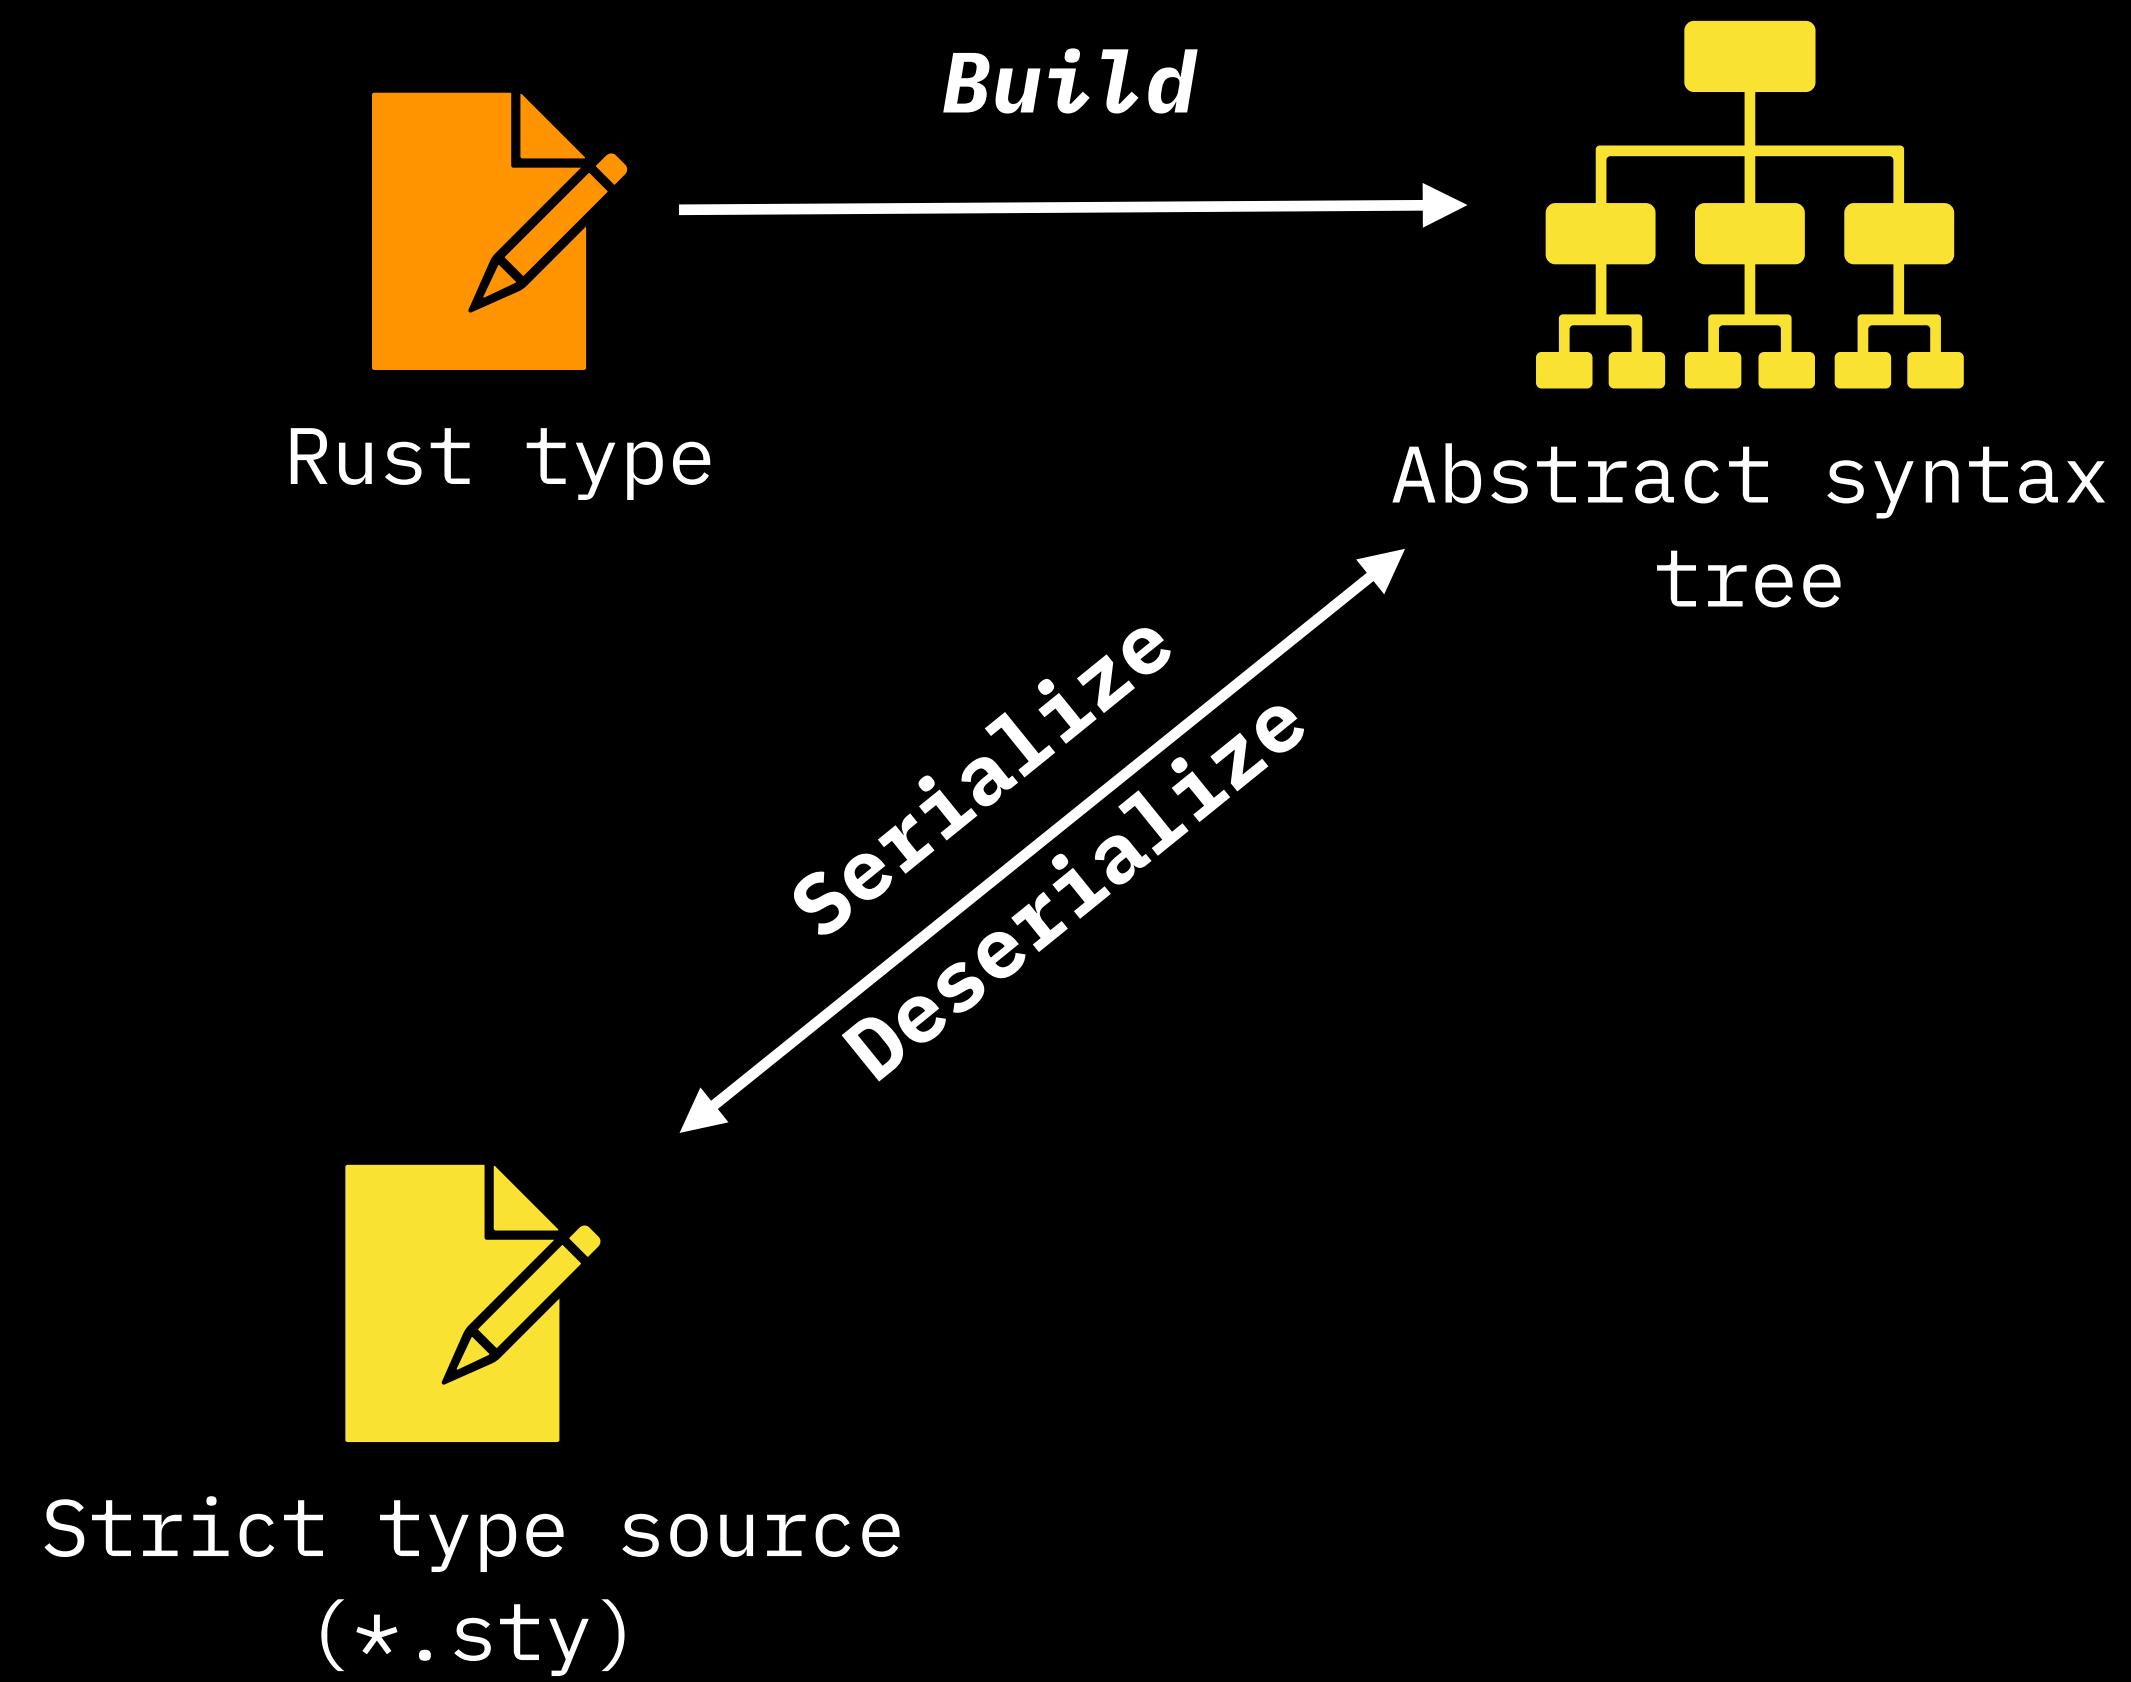 Build
Rust type
Abstract syntax
tree
Serialize
Deserialize
Strict type source
(*.sty)